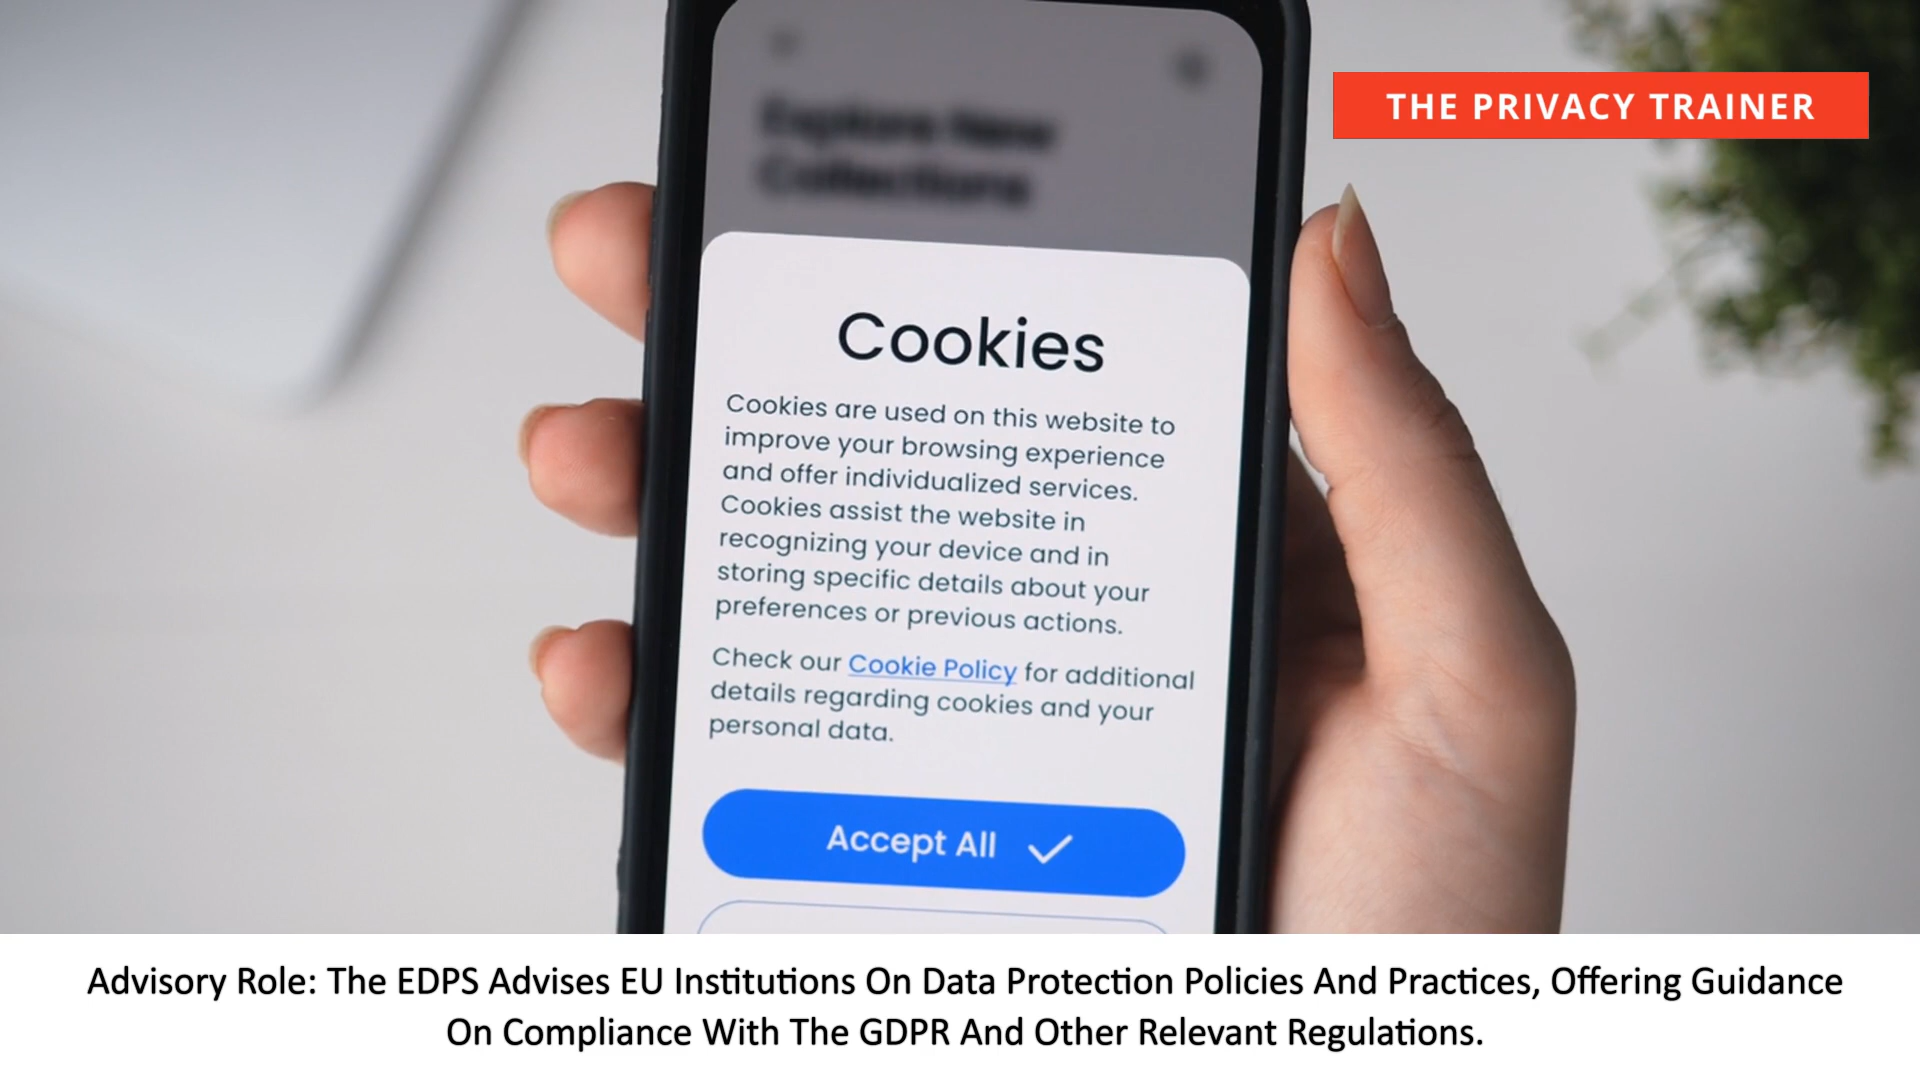 THE PRIVACY TRAINER
Explore New
Collections
Cookies
Cookies are used on this website to
improve your browsing experience
and offer individualized services.
Cookies assist the website in
recognizing your device and in
storing specific details about your
preferences or previous actions.
Check our Cookie Policy for additional
details regarding cookies and your
personal data.
Accept All
Advisory Role: The EDPS Advises EU Institutions On Data Protection Policies And Practices, Offering Guidance
On Compliance With The GDPR And Other Relevant Regulations.